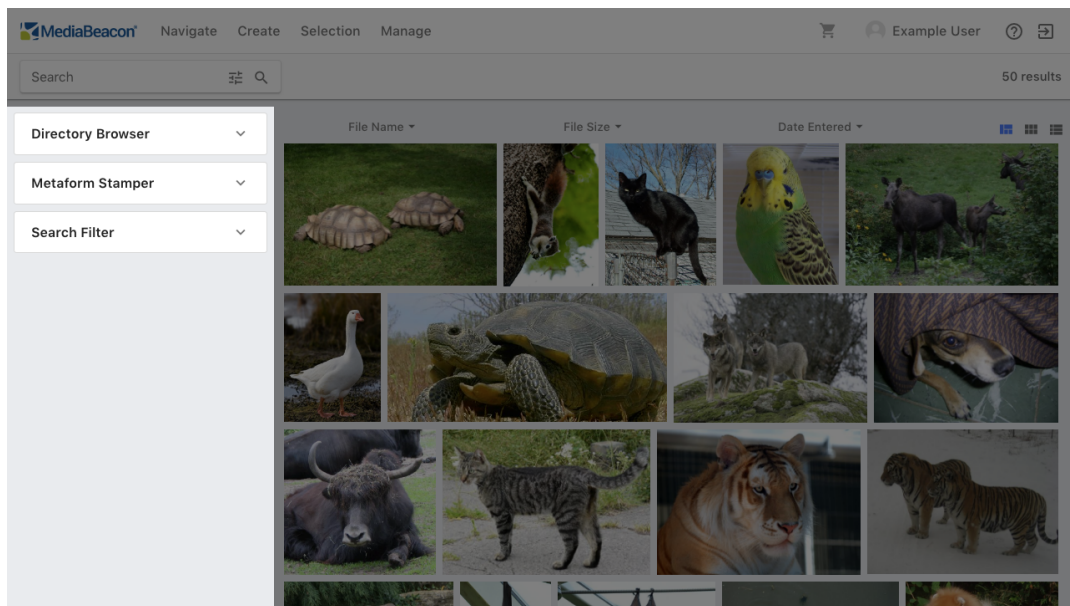 MediaBeacon
Navigate
Create
Selection
Manage
Example User
Search
50 results
Directory Browser
Metaform Stamper
Search Filter
File Name
File Size
Date Entered